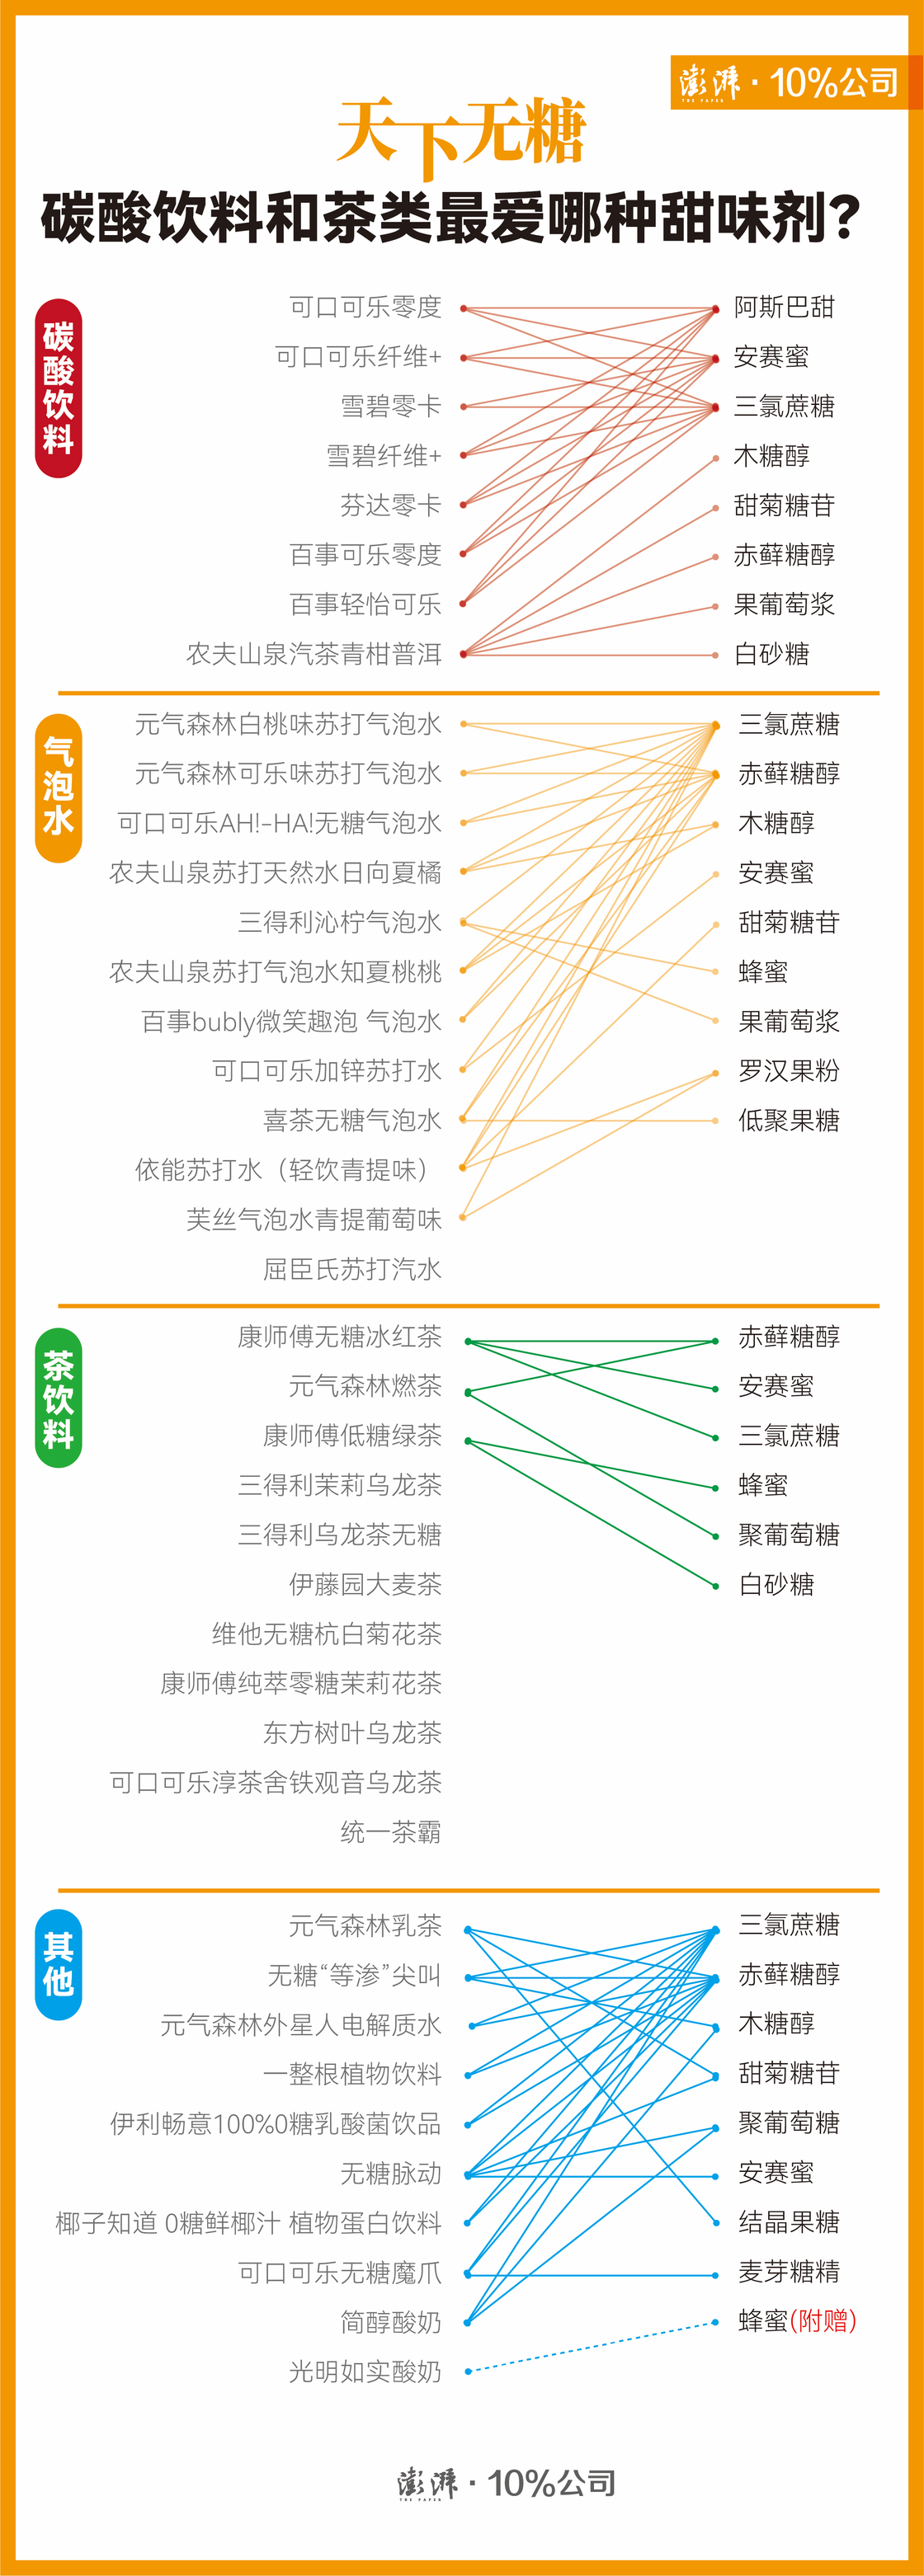 澎湃 · 10%公司
THE PAPER
天下无糖
碳酸饮料和茶类最爱哪种甜味剂?
碳酸饮料
可口可乐零度 阿斯巴甜
可口可乐纤维+ 安赛蜜
雪碧零卡 三氯蔗糖
雪碧纤维+ 木糖醇
芬达零卡 甜菊糖苷
百事可乐零度 赤藓糖醇
百事轻怡可乐 果葡萄浆
农夫山泉汽茶青柑普洱 白砂糖
气泡水
元气森林白桃味苏打气泡水 三氯蔗糖
元气森林可乐味苏打气泡水 赤藓糖醇
可口可乐AH!-HA!无糖气泡水 木糖醇
农夫山泉苏打天然水日向夏橘 安赛蜜
三得利沁柠气泡水 甜菊糖苷
农夫山泉苏打气泡水知夏桃桃 蜂蜜
百事bubly微笑趣泡 气泡水 果葡萄浆
可口可乐加锌苏打水 罗汉果粉
喜茶无糖气泡水 低聚果糖
依能苏打水（轻饮青提味）
芙丝气泡水青提葡萄味
屈臣氏苏打汽水
茶饮料
康师傅无糖冰红茶 赤藓糖醇
元气森林燃茶 安赛蜜
康师傅低糖绿茶 三氯蔗糖
三得利茉莉乌龙茶 蜂蜜
三得利乌龙茶无糖 聚葡萄糖
伊藤园大麦茶 白砂糖
维他无糖杭白菊花茶
康师傅纯萃零糖茉莉花茶
东方树叶乌龙茶
可口可乐淳茶舍铁观音乌龙茶
统一茶霸
其他
元气森林乳茶 三氯蔗糖
无糖“等渗”尖叫 赤藓糖醇
元气森林外星人电解质水 木糖醇
一整根植物饮料 甜菊糖苷
伊利畅意100%0糖乳酸菌饮品 聚葡萄糖
无糖脉动 安赛蜜
椰子知道 0糖鲜椰汁 植物蛋白饮料 结晶果糖
可口可乐无糖魔爪 麦芽糖精
简醇酸奶 蜂蜜(附赠)
光明如实酸奶
澎湃 · 10%公司
THE PAPER